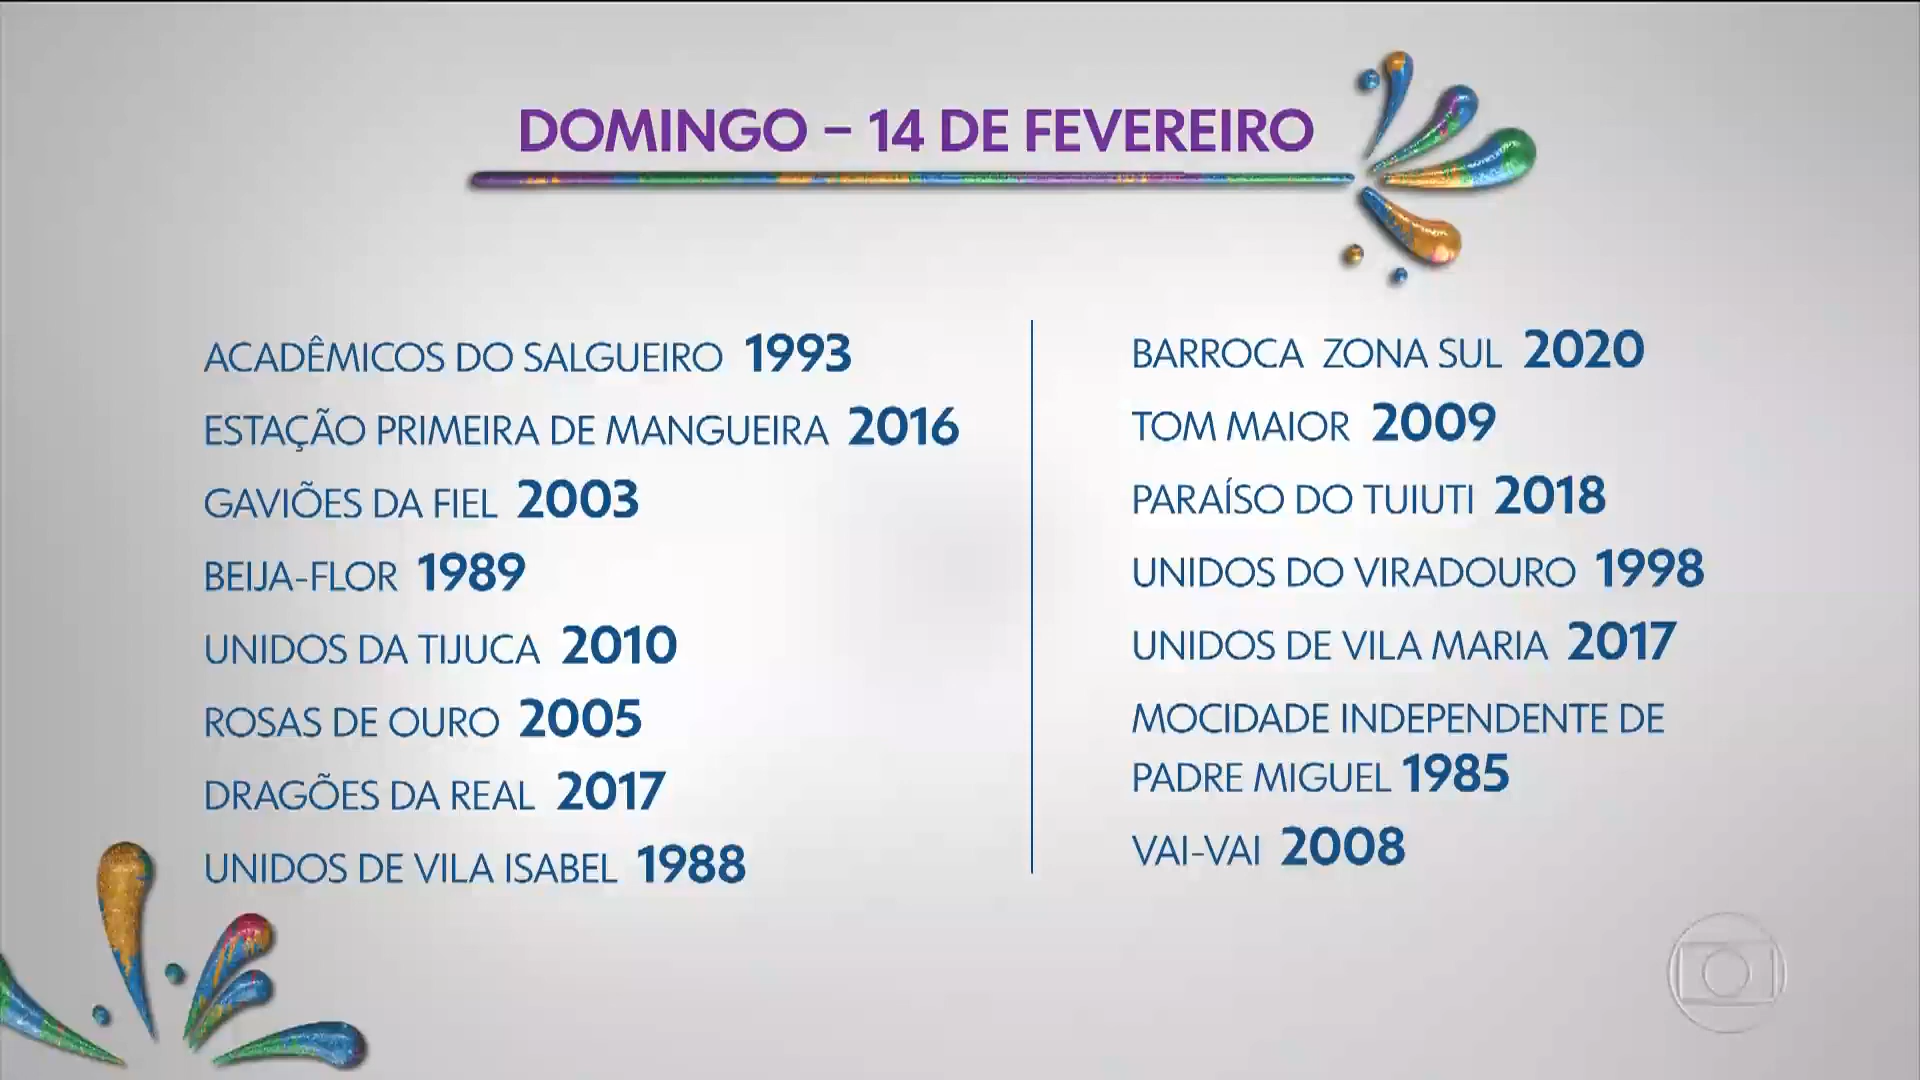 DOMINGO – 14 DE FEVEREIRO
ACADÊMICOS DO SALGUEIRO 1993
ESTAÇÃO PRIMEIRA DE MANGUEIRA 2016
GAVIÕES DA FIEL 2003
BEIJA-FLOR 1989
UNIDOS DA TIJUCA 2010
ROSAS DE OURO 2005
DRAGÕES DA REAL 2017
UNIDOS DE VILA ISABEL 1988
BARROCA ZONA SUL 2020
TOM MAIOR 2009
PARAÍSO DO TUIUTI 2018
UNIDOS DO VIRADOURO 1998
UNIDOS DE VILA MARIA 2017
MOCIDADE INDEPENDENTE DE
PADRE MIGUEL 1985
VAI-VAI 2008